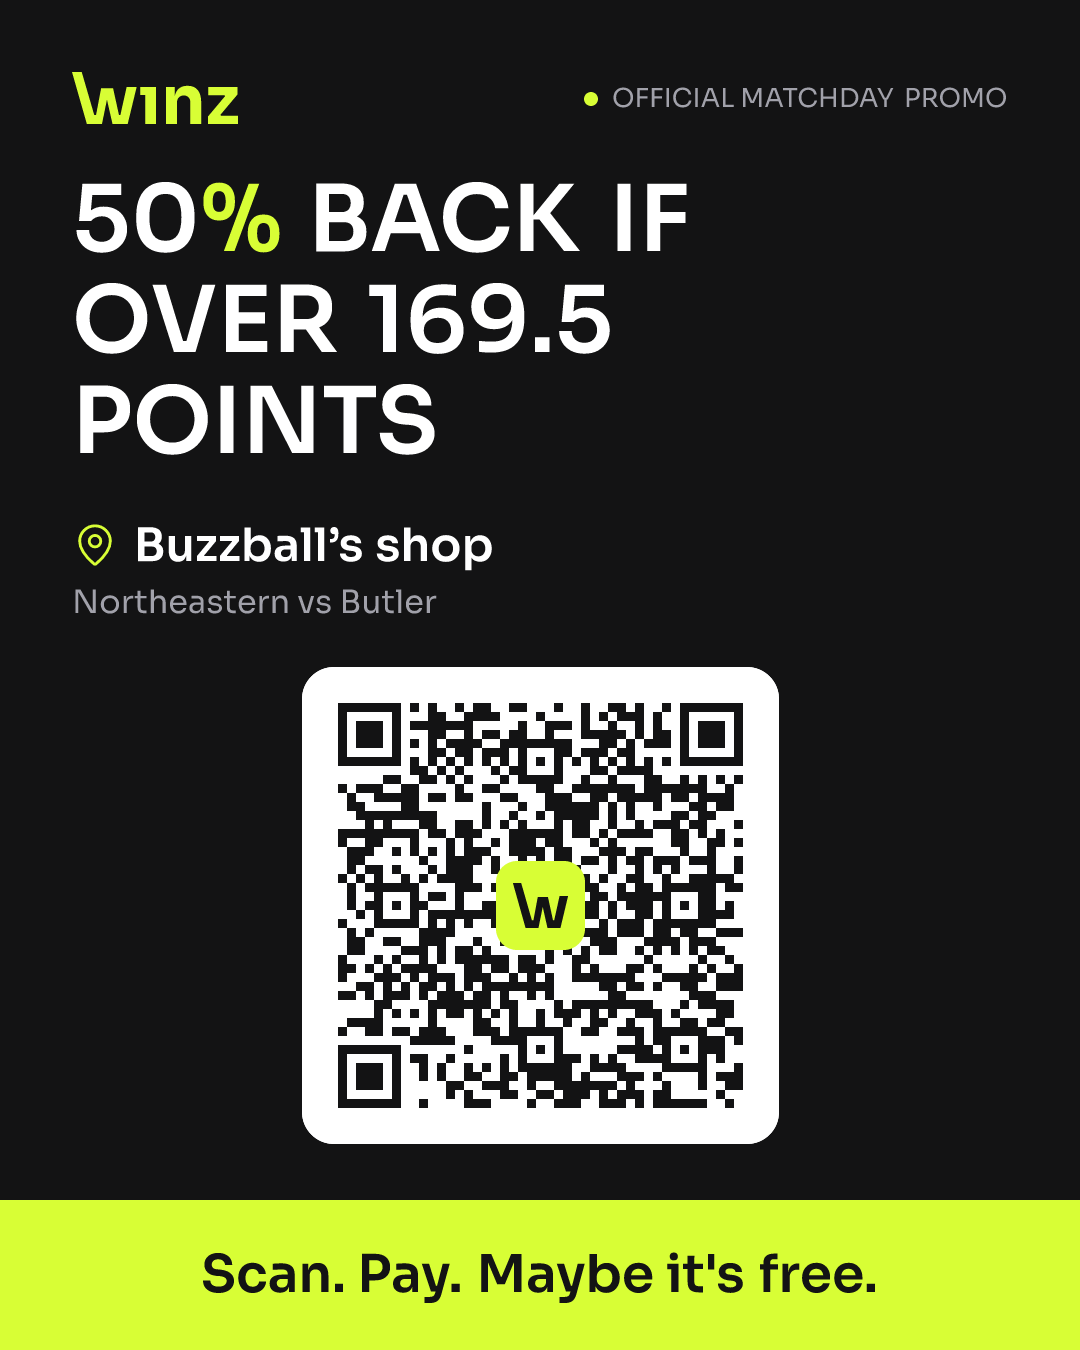 winz
OFFICIAL MATCHDAY PROMO
50% BACK IF
OVER 169.5
POINTS
Buzzball’s shop
Northeastern vs Butler
w
Scan. Pay. Maybe it's free.